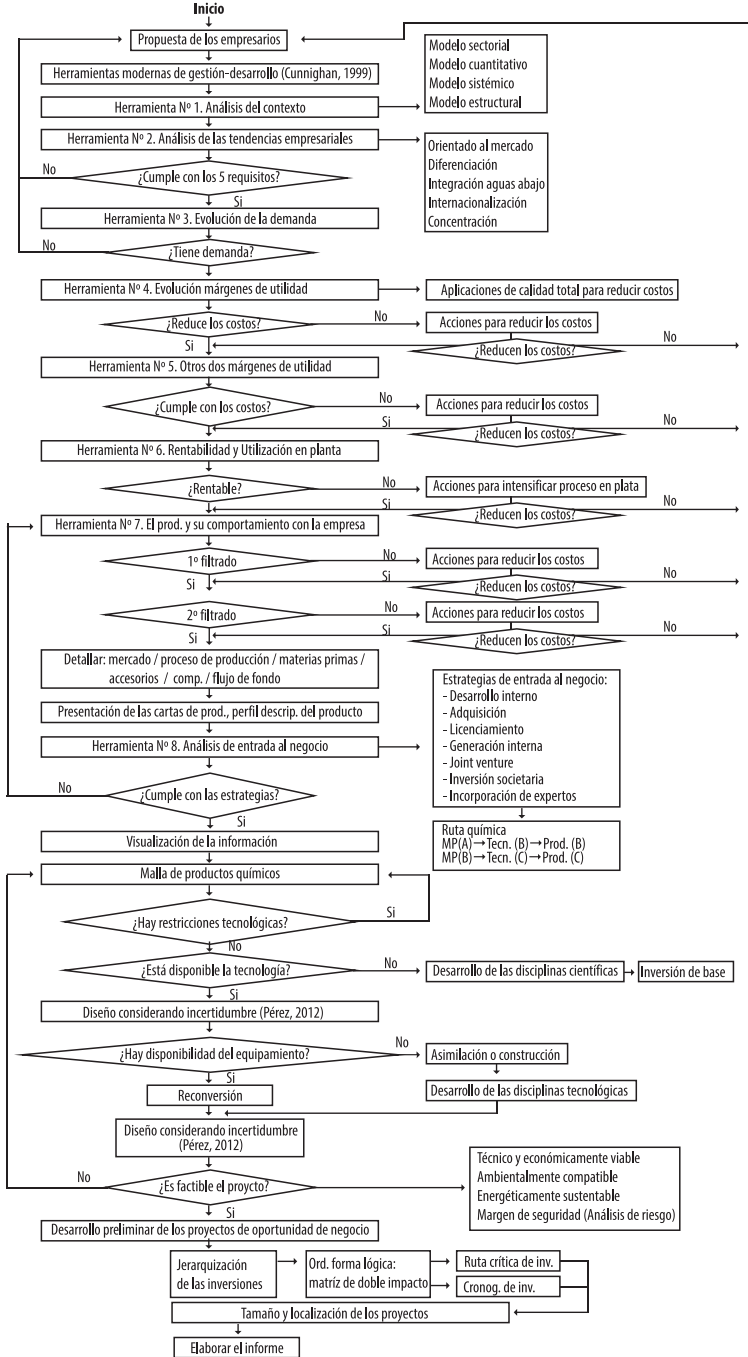 Inicio
Propuesta de los empresarios
Herramientas modernas de gestión-desarrollo (Cunnighan, 1999)
Herramienta Nº 1. Análisis del contexto
Modelo sectorial
Modelo cuantitativo
Modelo sistémico
Modelo estructural
Herramienta Nº 2. Análisis de las tendencias empresariales
Orientado al mercado
Diferenciación
Integración aguas abajo
Internacionalización
Concentración
No
¿Cumple con los 5 requisitos?
Si
Herramienta Nº 3. Evolución de la demanda
No
¿Tiene demanda?
Herramienta Nº 4. Evolución márgenes de utilidad
Aplicaciones de calidad total para reducir costos
¿Reduce los costos?
No
Acciones para reducir los costos
Si
¿Reducen los costos?
No
Herramienta Nº 5. Otros dos márgenes de utilidad
¿Cumple con los costos?
No
Acciones para reducir los costos
Si
¿Reducen los costos?
No
Herramienta Nº 6. Rentabilidad y Utilización en planta
¿Rentable?
No
Acciones para intensificar proceso en plata
Si
¿Reducen los costos?
No
Herramienta Nº 7. El prod. y su comportamiento con la empresa
1º filtrado
No
Acciones para reducir los costos
Si
Si
¿Reducen los costos?
No
2º filtrado
No
Acciones para reducir los costos
Si
Si
¿Reducen los costos?
No
Detallar: mercado / proceso de producción / materias primas /
accesorios / comp. / flujo de fondo
Presentación de las cartas de prod., perfil descrip. del producto
Herramienta Nº 8. Análisis de entrada al negocio
Estrategias de entrada al negocio:
- Desarrollo interno
- Adquisición
- Licenciamiento
- Generación interna
- Joint venture
- Inversión societaria
- Incorporación de expertos
No
¿Cumple con las estrategias?
Si
Ruta química
MP(A)→Tecn. (B)→Prod. (B)
MP(B)→Tecn. (C)→Prod. (C)
Visualización de la información
Malla de productos químicos
¿Hay restricciones tecnológicas?
Si
No
¿Está disponible la tecnología?
No
Desarrollo de las disciplinas científicas
Inversión de base
Si
Diseño considerando incertidumbre (Pérez, 2012)
¿Hay disponibilidad del equipamiento?
No
Asimilación o construcción
Si
Desarrollo de las disciplinas tecnológicas
Reconversión
Diseño considerando incertidumbre
(Pérez, 2012)
No
¿Es factible el proycto?
Técnico y económicamente viable
Ambientalmente compatible
Energéticamente sustentable
Margen de seguridad (Análisis de riesgo)
Si
Desarrollo preliminar de los proyectos de oportunidad de negocio
Jerarquización
de las inversiones
Ord. forma lógica:
matríz de doble impacto
Ruta crítica de inv.
Cronog. de inv.
Tamaño y localización de los proyectos
Elaborar el informe